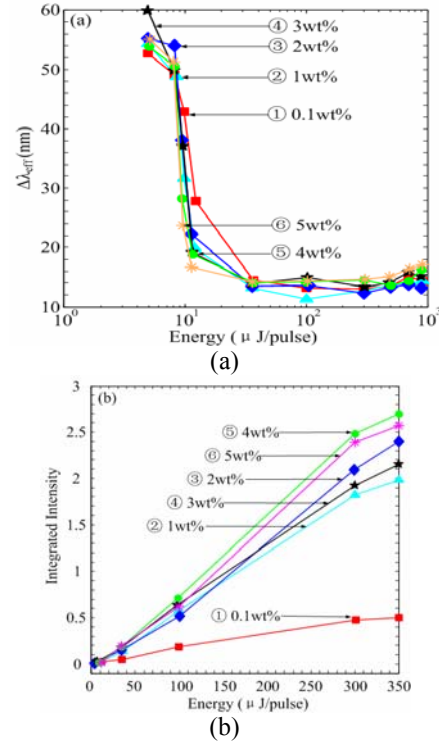 (a)
60
50
40
30
20
10
Δλeff(nm)
④ 3wt%
③ 2wt%
② 1wt%
① 0.1wt%
⑥ 5wt%
⑤ 4wt%
10⁰
10¹
10²
10³
Energy (μJ/pulse)
(a)
(b)
3
2.5
2
1.5
1
0.5
0
Integrated Intensity
⑤ 4wt%
⑥ 5wt%
③ 2wt%
④ 3wt%
② 1wt%
① 0.1wt%
0 50 100 150 200 250 300 350
Energy (μJ/pulse)
(b)